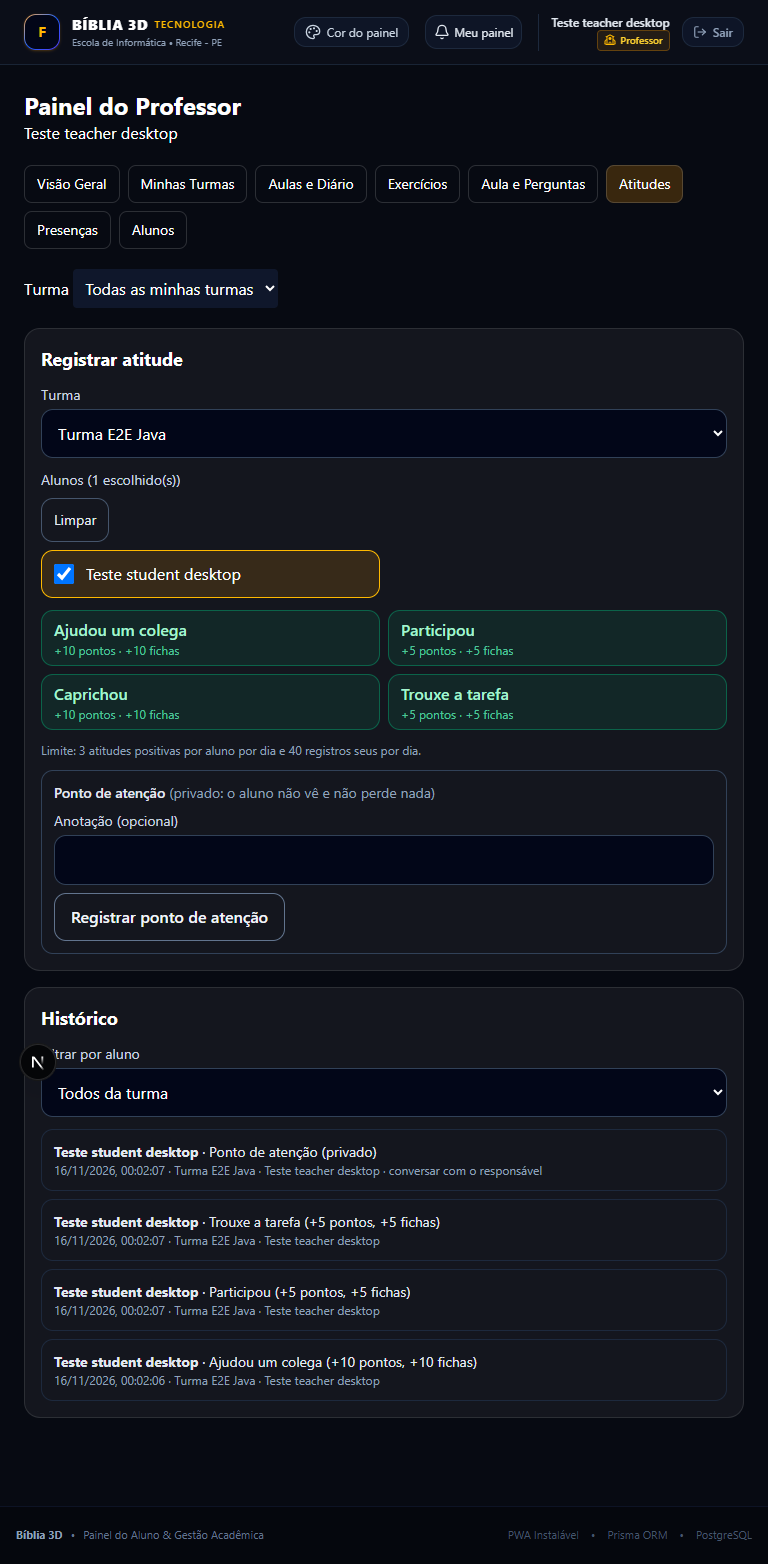 F
BÍBLIA 3D TECNOLOGIA
Escola de Informática • Recife - PE
Cor do painel
Meu painel
Teste teacher desktop
Professor
Sair
Painel do Professor
Teste teacher desktop
Visão Geral
Minhas Turmas
Aulas e Diário
Exercícios
Aula e Perguntas
Atitudes
Presenças
Alunos
Turma Todas as minhas turmas
Registrar atitude
Turma
Turma E2E Java
Alunos (1 escolhido(s))
Limpar
Teste student desktop
Ajudou um colega
+10 pontos · +10 fichas
Participou
+5 pontos · +5 fichas
Caprichou
+10 pontos · +10 fichas
Trouxe a tarefa
+5 pontos · +5 fichas
Limite: 3 atitudes positivas por aluno por dia e 40 registros seus por dia.
Ponto de atenção (privado: o aluno não vê e não perde nada)
Anotação (opcional)
Registrar ponto de atenção
Histórico
N
trar por aluno
Todos da turma
Teste student desktop · Ponto de atenção (privado)
16/11/2026, 00:02:07 · Turma E2E Java · Teste teacher desktop · conversar com o responsável
Teste student desktop · Trouxe a tarefa (+5 pontos, +5 fichas)
16/11/2026, 00:02:07 · Turma E2E Java · Teste teacher desktop
Teste student desktop · Participou (+5 pontos, +5 fichas)
16/11/2026, 00:02:07 · Turma E2E Java · Teste teacher desktop
Teste student desktop · Ajudou um colega (+10 pontos, +10 fichas)
16/11/2026, 00:02:06 · Turma E2E Java · Teste teacher desktop
Bíblia 3D • Painel do Aluno & Gestão Acadêmica
PWA Instalável • Prisma ORM • PostgreSQL